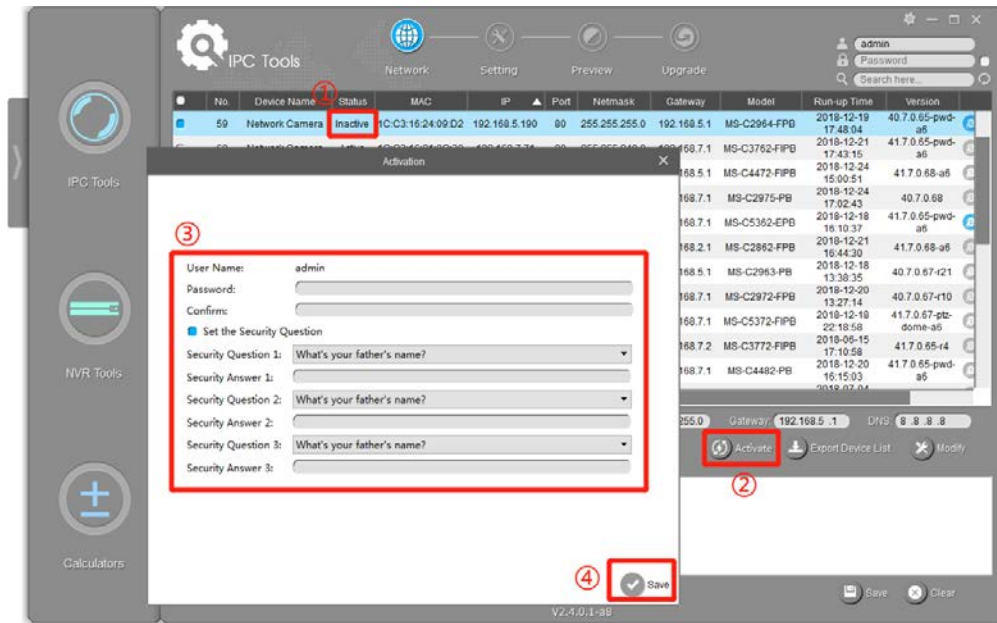 IPC Tools
Network
Setting
Preview
Upgrade
admin
Password
Search here...
①
No. Device Name Status MAC IP ▲ Port Netmask Gateway Model Run-up Time Version
59 Network Camera Inactive 1C:C3:16:24:09:D2 192.168.5.190 80 255.255.255.0 192.168.5.1 MS-C2964-FPB 2018-12-19 17:48:04 40.7.0.65-pwd-a6
168.7.1 MS-C3762-FIPB 2018-12-21 17:43:15 41.7.0.65-pwd-a6
168.5.1 MS-C4472-FIPB 2018-12-24 15:00:51 41.7.0.68-a6
168.7.1 MS-C2975-PB 2018-12-24 17:02:43 40.7.0.68
168.7.1 MS-C5362-EPB 2018-12-18 16:10:37 41.7.0.65-pwd-a6
168.2.1 MS-C2862-FPB 2018-12-21 16:44:30 41.7.0.68-a6
168.5.1 MS-C2963-PB 2018-12-18 13:38:35 40.7.0.67-r21
168.7.1 MS-C2972-FPB 2018-12-20 13:27:14 40.7.0.67-r10
168.7.1 MS-C5372-FIPB 2018-12-18 22:18:58 41.7.0.67-ptz-dome-a6
168.7.2 MS-C3772-FIPB 2018-06-15 17:10:58 41.7.0.65-r4
168.7.1 MS-C4482-PB 2018-12-20 16:15:03 41.7.0.65-pwd-a6
255.0 Gateway: 192.168.5 .1 DNS: 8 .8 .8 .8
Activate
Export Device List
Modify
②
Save
Clear
V2.4.0.1-a8
IPC Tools
NVR Tools
Calculators
Activation
③
User Name: admin
Password:
Confirm:
Set the Security Question
Security Question 1: What's your father's name?
Security Answer 1:
Security Question 2: What's your father's name?
Security Answer 2:
Security Question 3: What's your father's name?
Security Answer 3:
④
Save